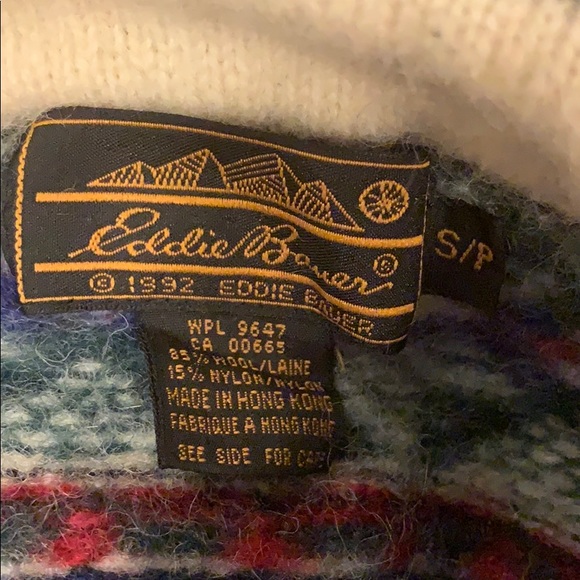 Eddie Bauer®
© 1992 EDDIE BAUER
S/P
WPL 9647
CA 00665
85% WOOL/LAINE
15% NYLON/NYLON
MADE IN HONG KONG
FABRIQUE A HONG KONG
SEE SIDE FOR CARE